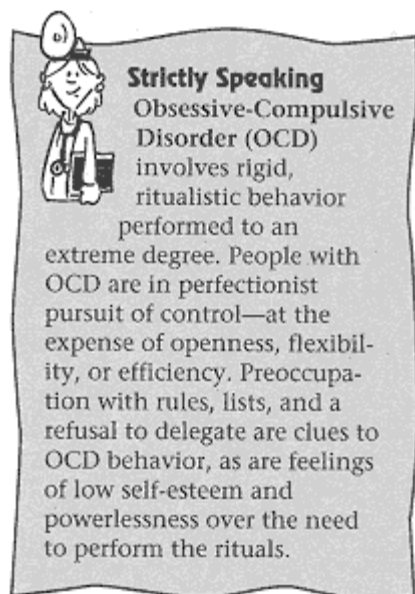 Strictly Speaking
Obsessive-Compulsive
Disorder (OCD)
involves rigid,
ritualistic behavior
performed to an
extreme degree. People with
OCD are in perfectionist
pursuit of control—at the
expense of openness, flexibil-
ity, or efficiency. Preoccupa-
tion with rules, lists, and a
refusal to delegate are clues to
OCD behavior, as are feelings
of low self-esteem and
powerlessness over the need
to perform the rituals.